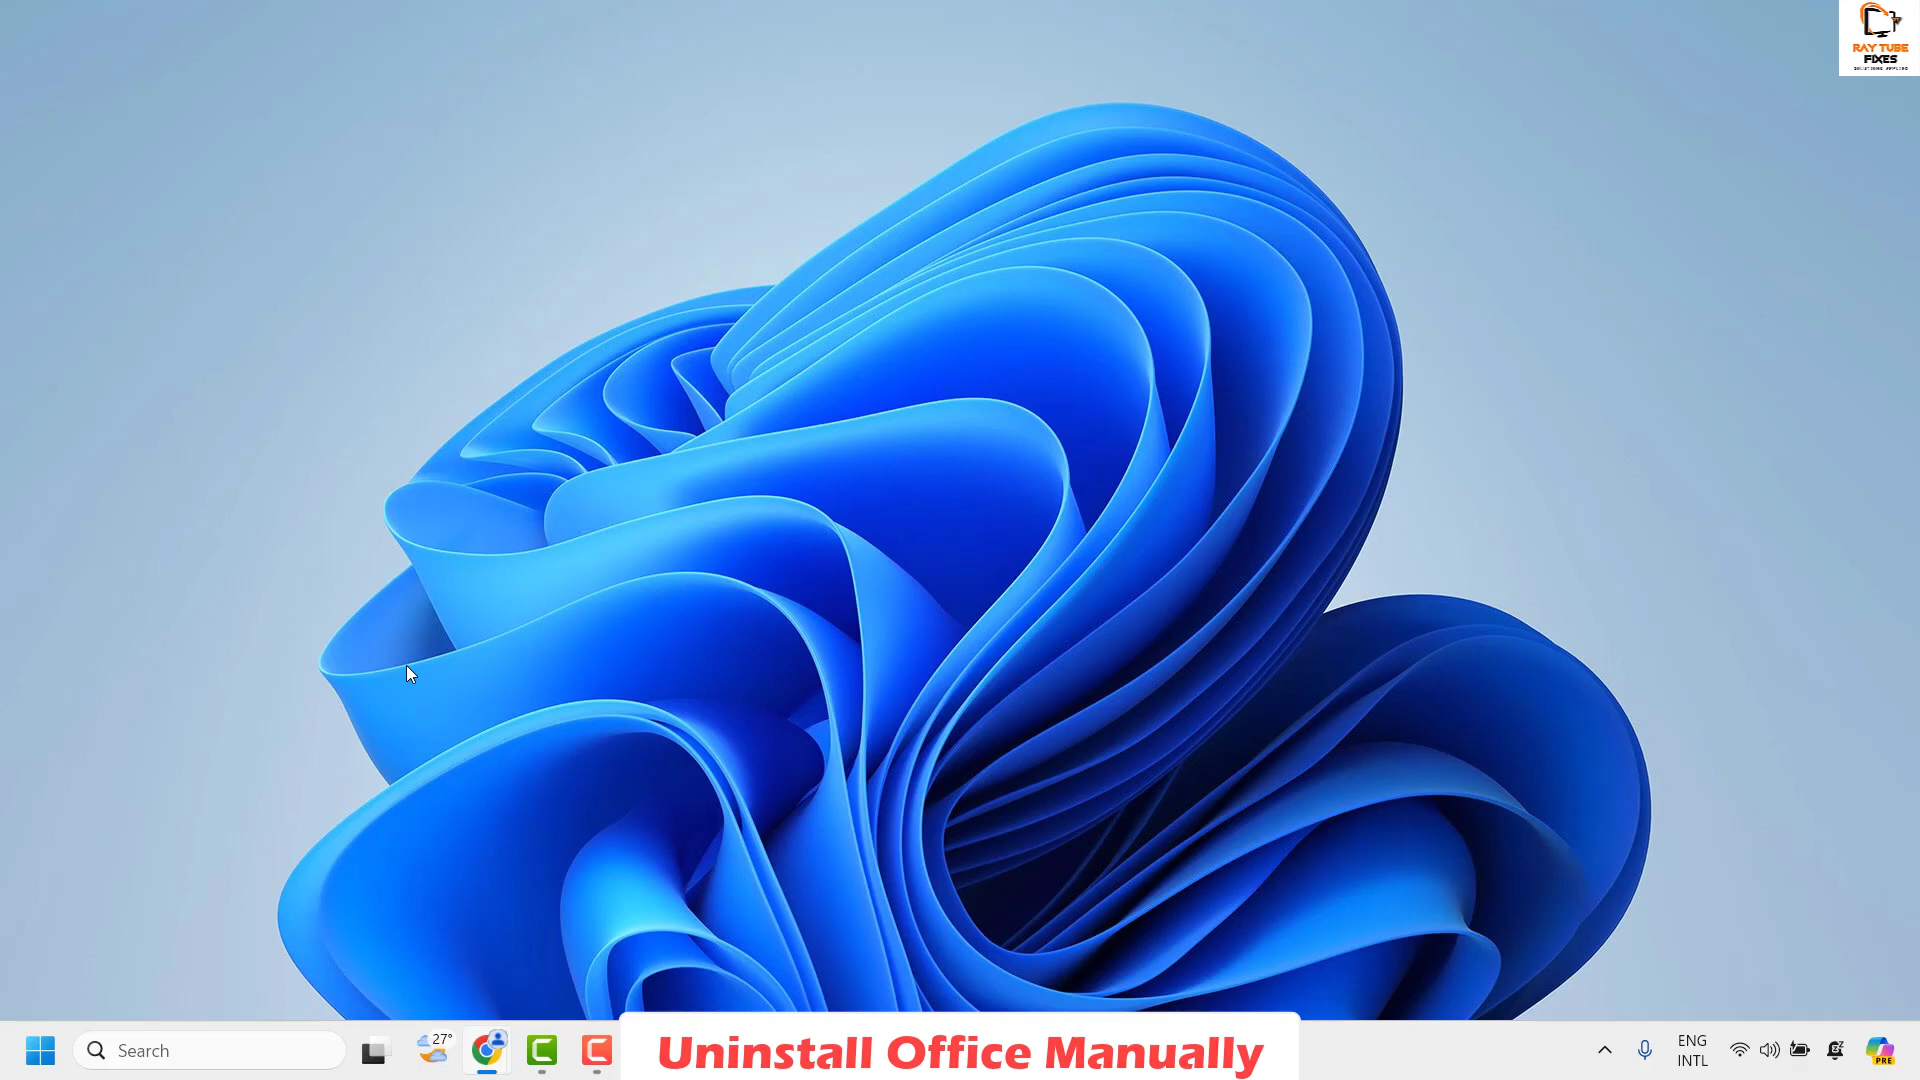 RAY TUBE
FIXES
Search
27°
Uninstall Office Manually
ENG
INTL
PRE